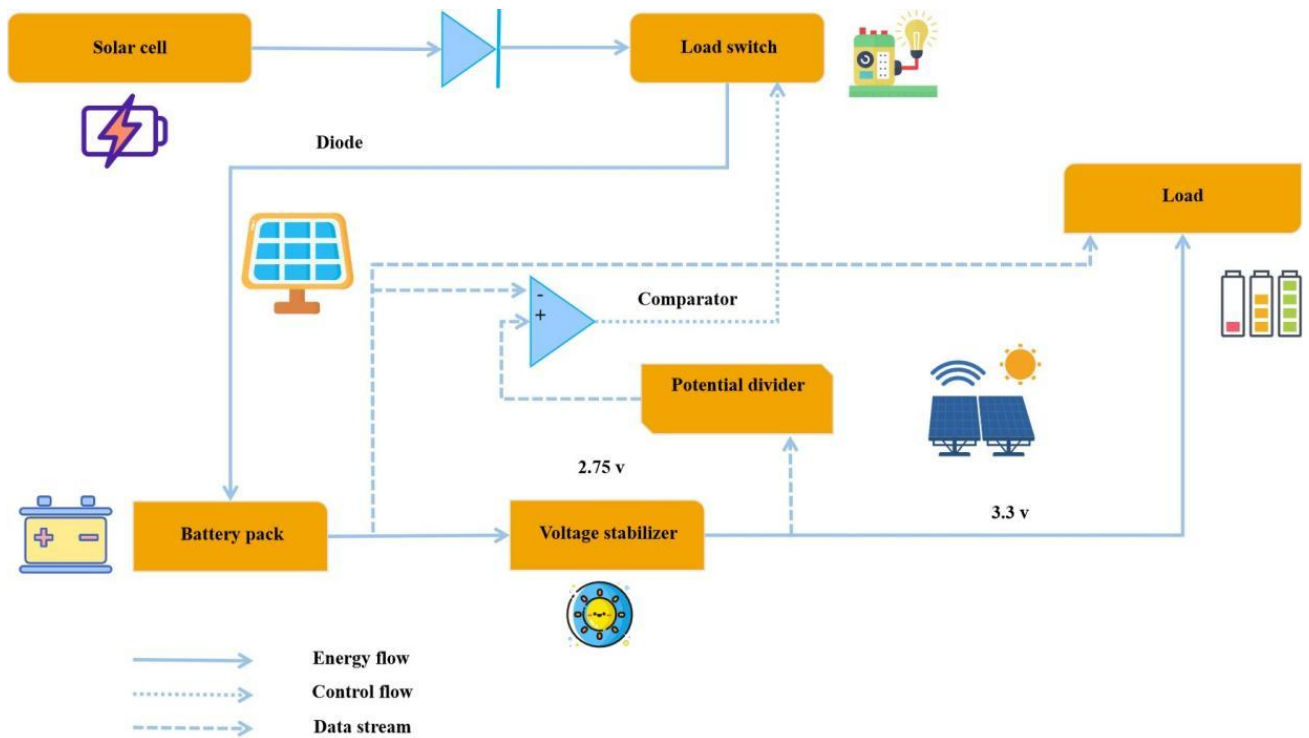 Solar cell
Load switch
Diode
Load
-
+
Comparator
Potential divider
2.75 v
3.3 v
+ -
Battery pack
Voltage stabilizer
Energy flow
Control flow
Data stream